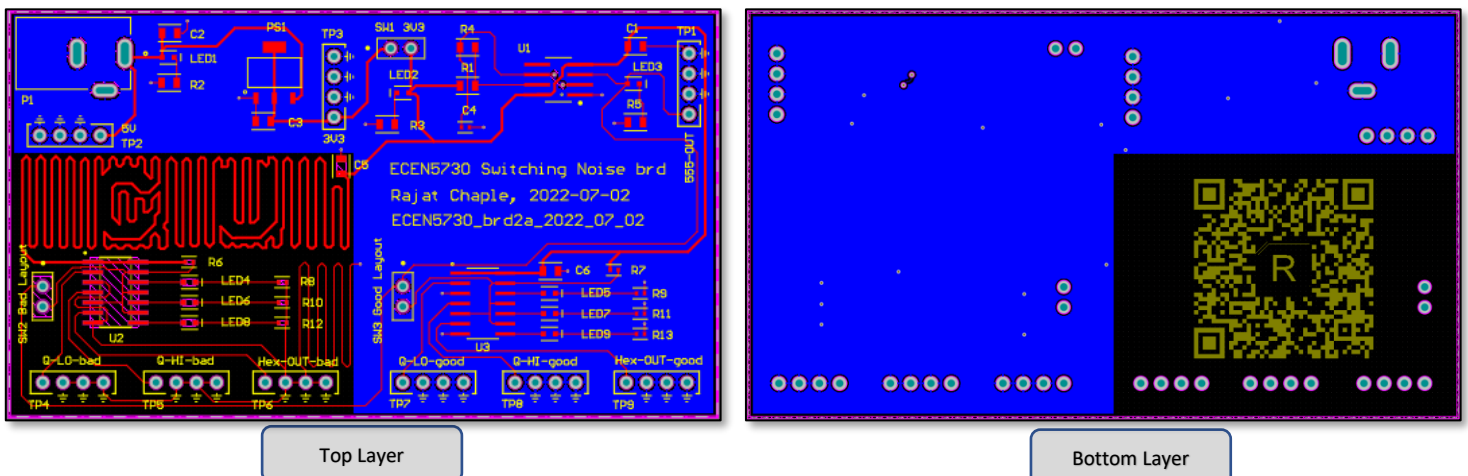 C2
PS1
TP3
SW1 3V3
R4
U1
C1
TP1
LED1
LED2
R1
LED3
R2
P1
C4
R5
C3
R3
5V
TP2
3V3
C5
555-OUT
ECEN5730 Switching Noise brd
Rajat Chaple, 2022-07-02
ECEN5730_brd2a_2022_07_02
SW2 Bad Layout
R6
LED4
R8
LED6
R10
LED8
R12
U2
SW3 Good Layout
C6
R7
LED5
R9
LED7
R11
LED9
R13
U3
Q-LO-bad
Q-HI-bad
Hex-OUT-bad
Q-LO-good
Q-HI-good
Hex-OUT-good
TP4
TP5
TP6
TP7
TP8
TP9
R
Top Layer
Bottom Layer